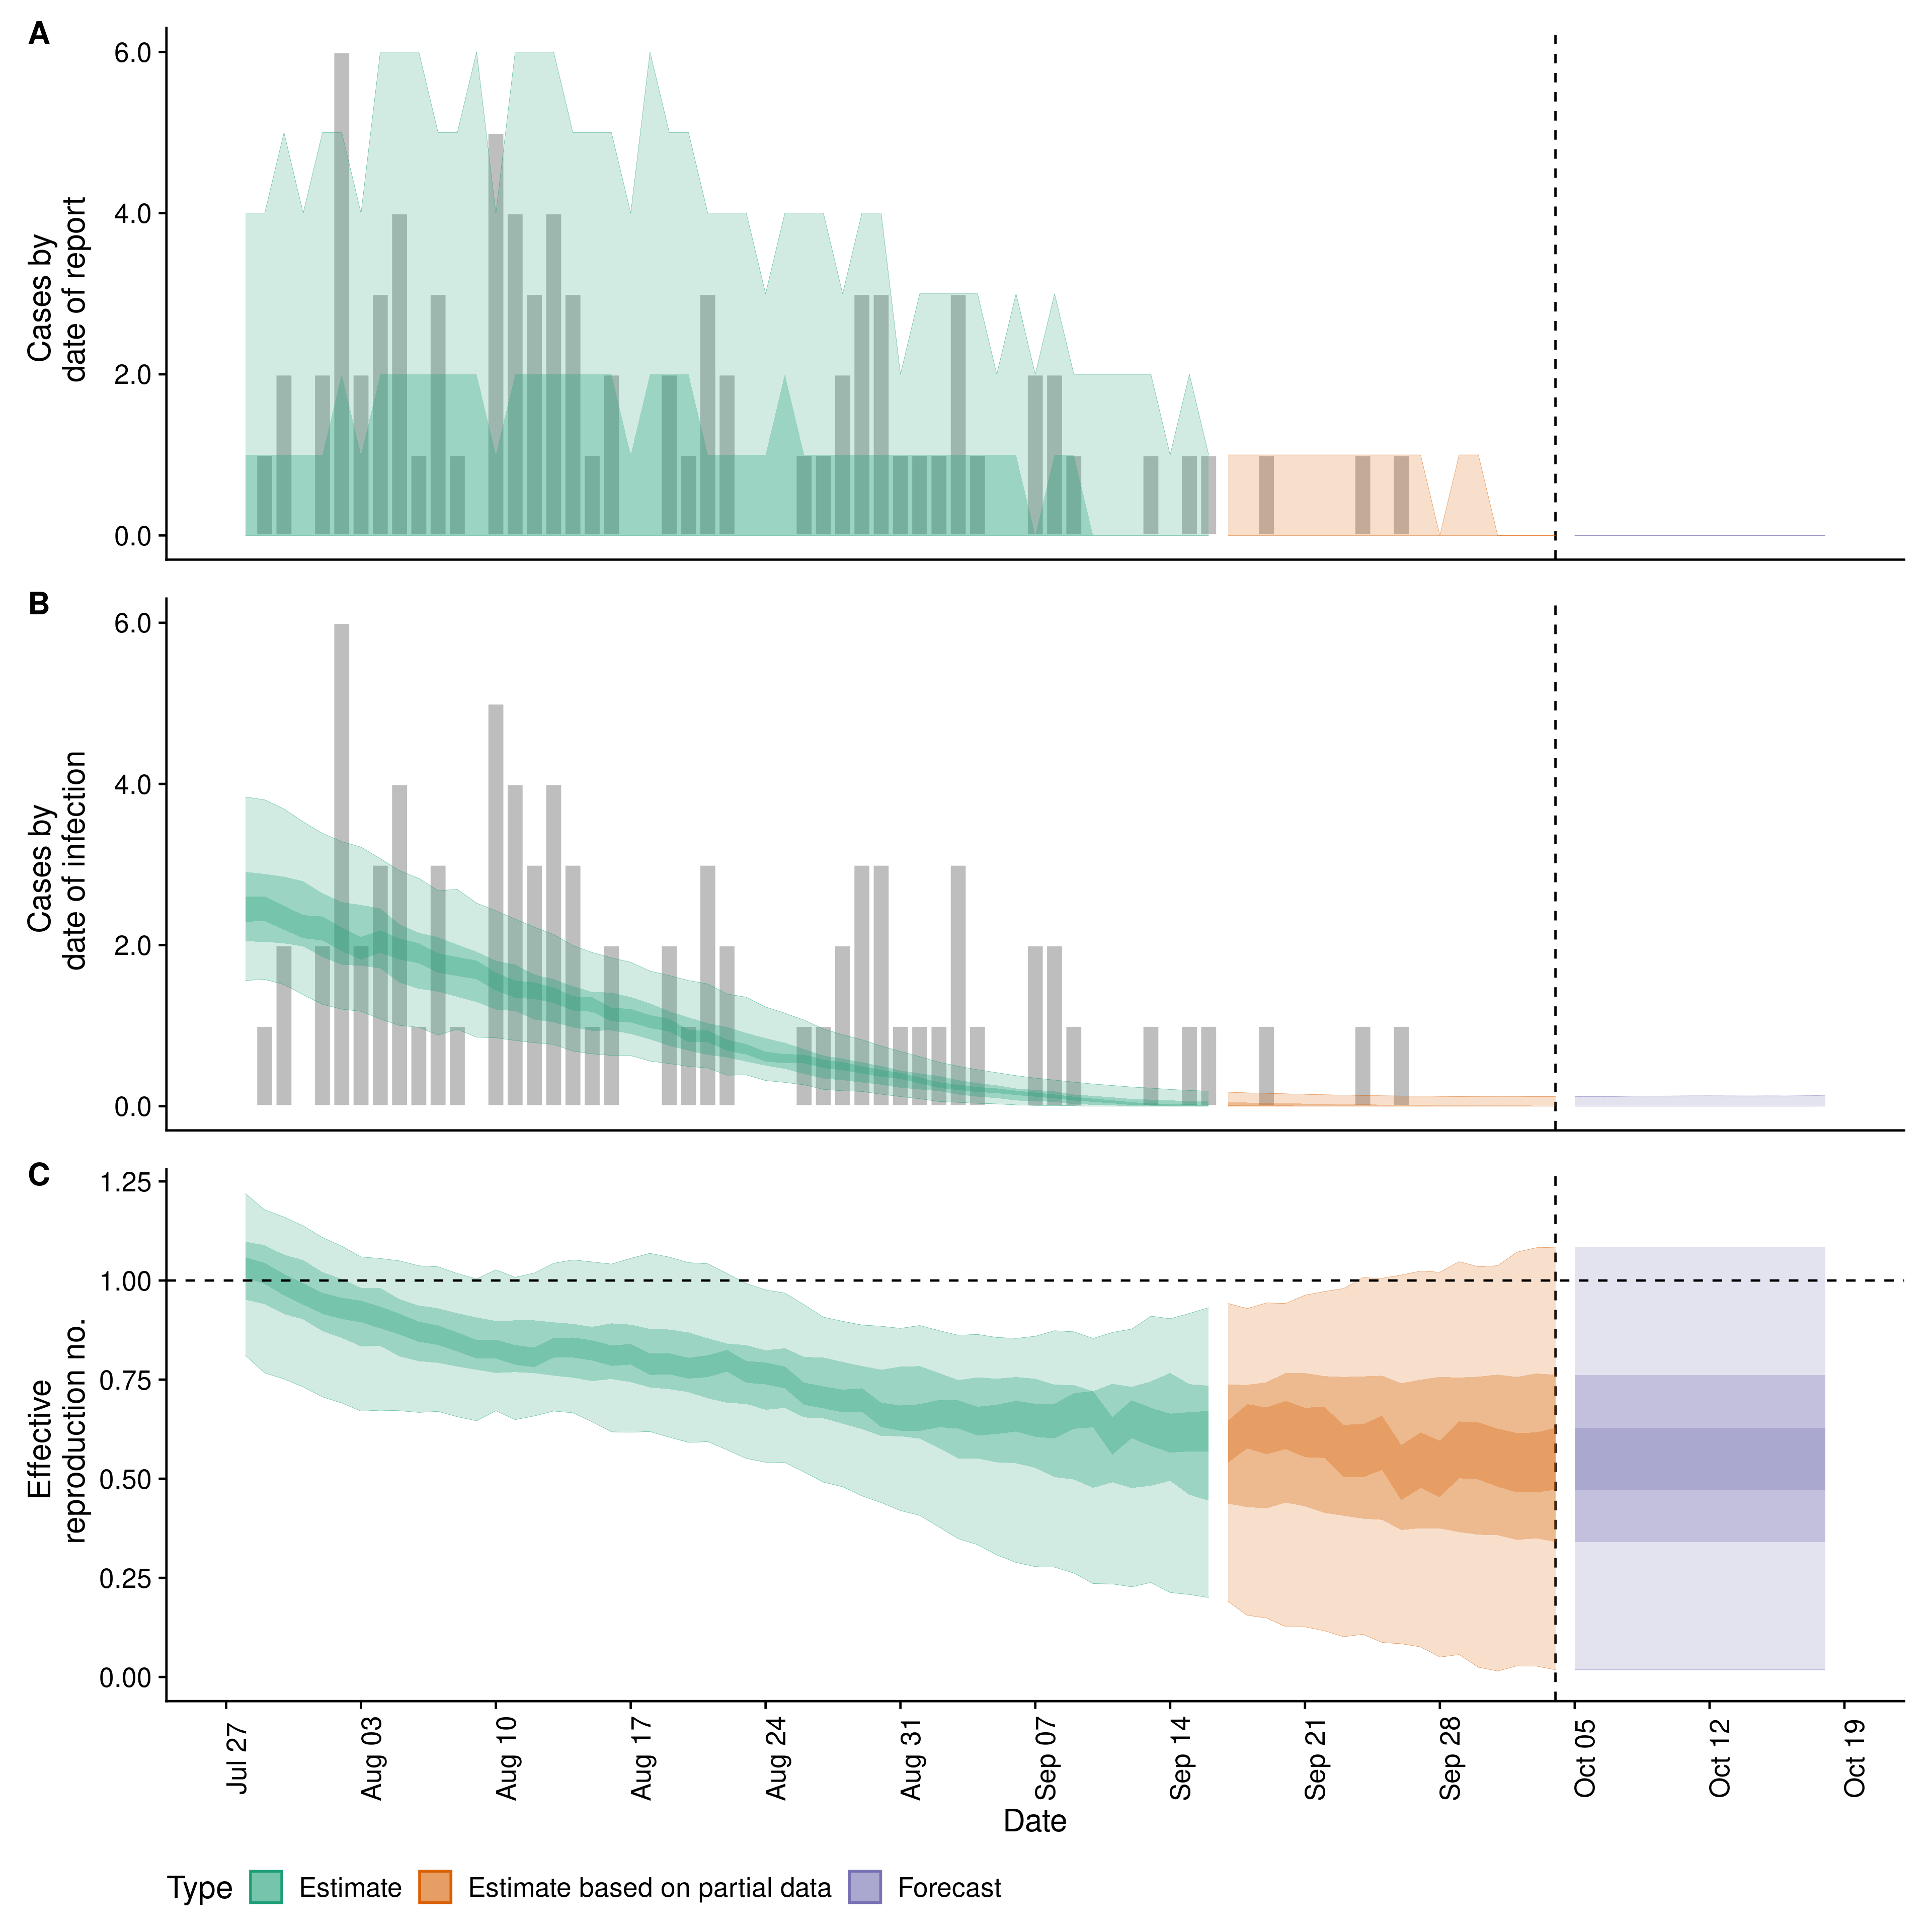 A
6.0
4.0
2.0
0.0
Cases by
date of report
B
6.0
4.0
2.0
0.0
Cases by
date of infection
C
1.25
1.00
0.75
0.50
0.25
0.00
Effective
reproduction no.
Jul 27
Aug 03
Aug 10
Aug 17
Aug 24
Aug 31
Sep 07
Sep 14
Sep 21
Sep 28
Oct 05
Oct 12
Oct 19
Date
Type Estimate Estimate based on partial data Forecast